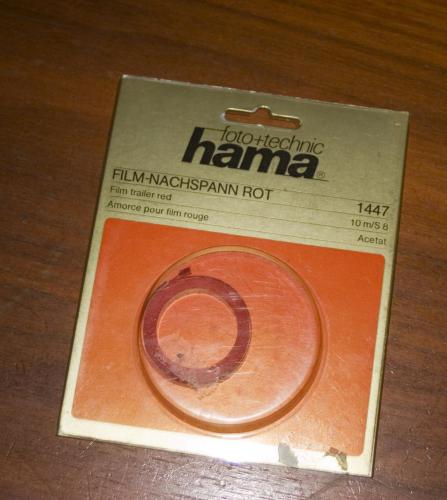 foto+technic
hama®
FILM-NACHSPANN ROT
Film trailer red
Amorce pour film rouge
1447
10 m/S 8
Acetat